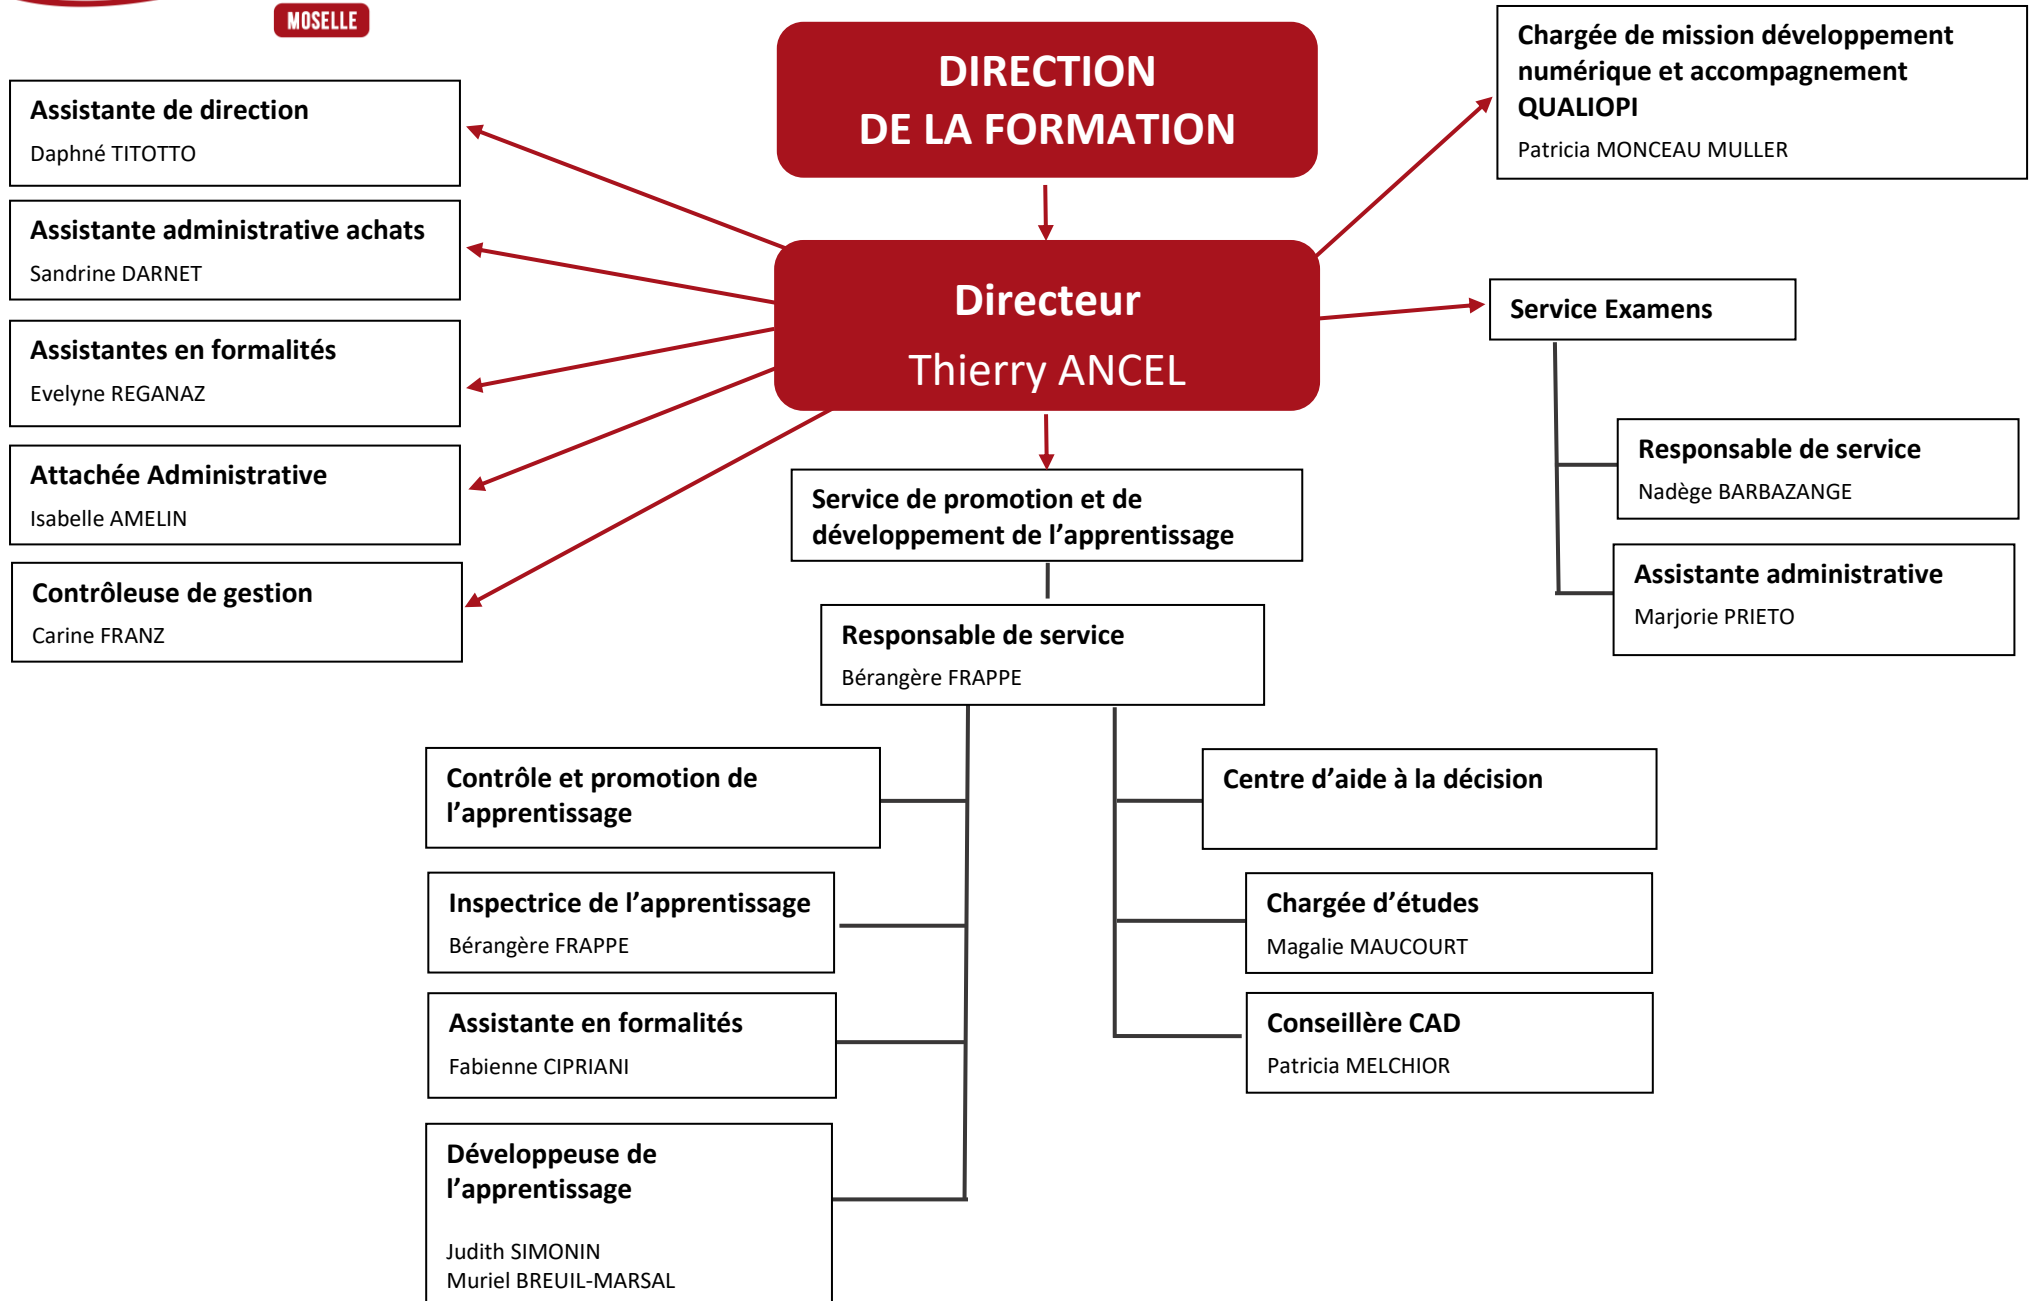 MOSELLE
DIRECTION
DE LA FORMATION
Chargée de mission développement
numérique et accompagnement
QUALIOPI
Patricia MONCEAU MULLER
Assistante de direction
Daphné TITOTTO
Assistante administrative achats
Sandrine DARNET
Assistantes en formalités
Evelyne REGANAZ
Attachée Administrative
Isabelle AMELIN
Contrôleuse de gestion
Carine FRANZ
Directeur
Thierry ANCEL
Service Examens
Responsable de service
Nadège BARBAZANGE
Assistante administrative
Marjorie PRIETO
Service de promotion et de
développement de l’apprentissage
Responsable de service
Bérangère FRAPPE
Contrôle et promotion de
l’apprentissage
Inspectrice de l’apprentissage
Bérangère FRAPPE
Assistante en formalités
Fabienne CIPRIANI
Développeuse de
l’apprentissage
Judith SIMONIN
Muriel BREUIL-MARSAL
Centre d’aide à la décision
Chargée d’études
Magalie MAUCOURT
Conseillère CAD
Patricia MELCHIOR